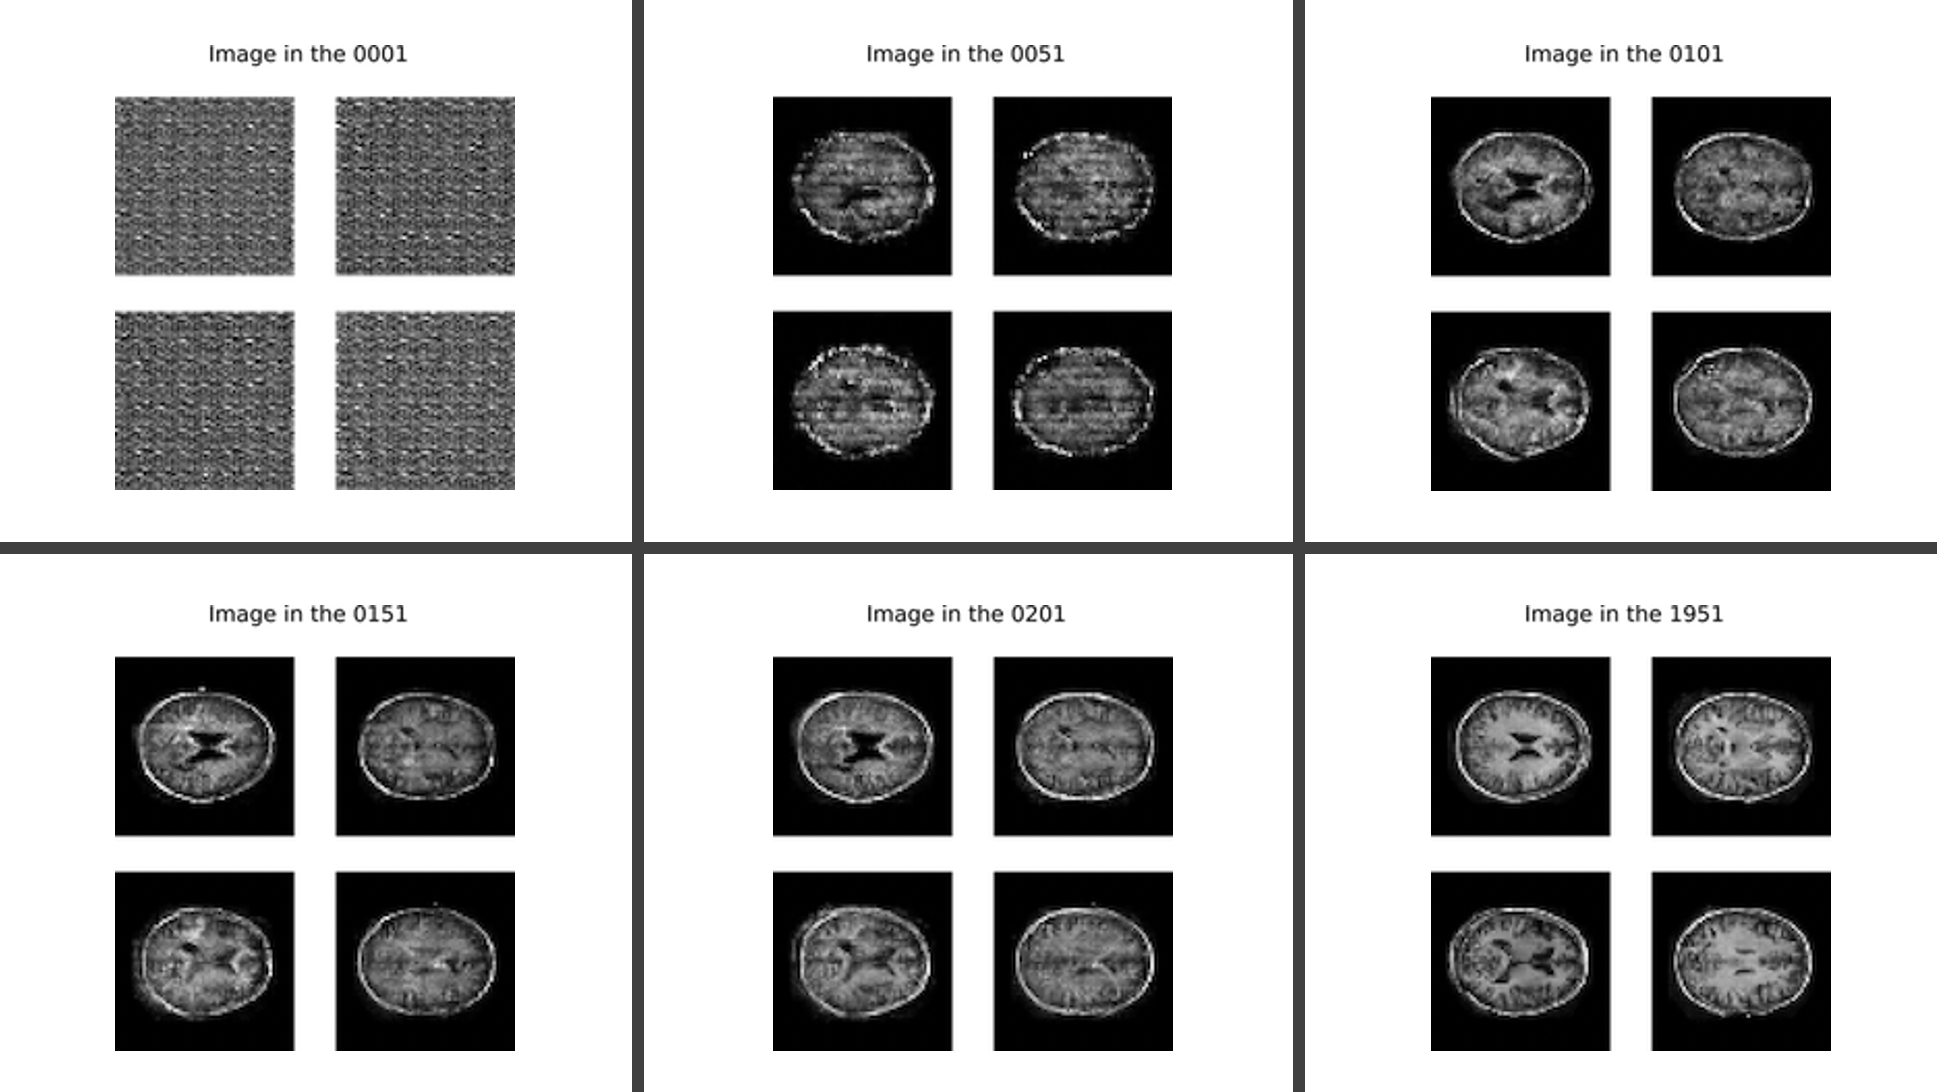 Image in the 0001
Image in the 0051
Image in the 0101
Image in the 0151
Image in the 0201
Image in the 1951